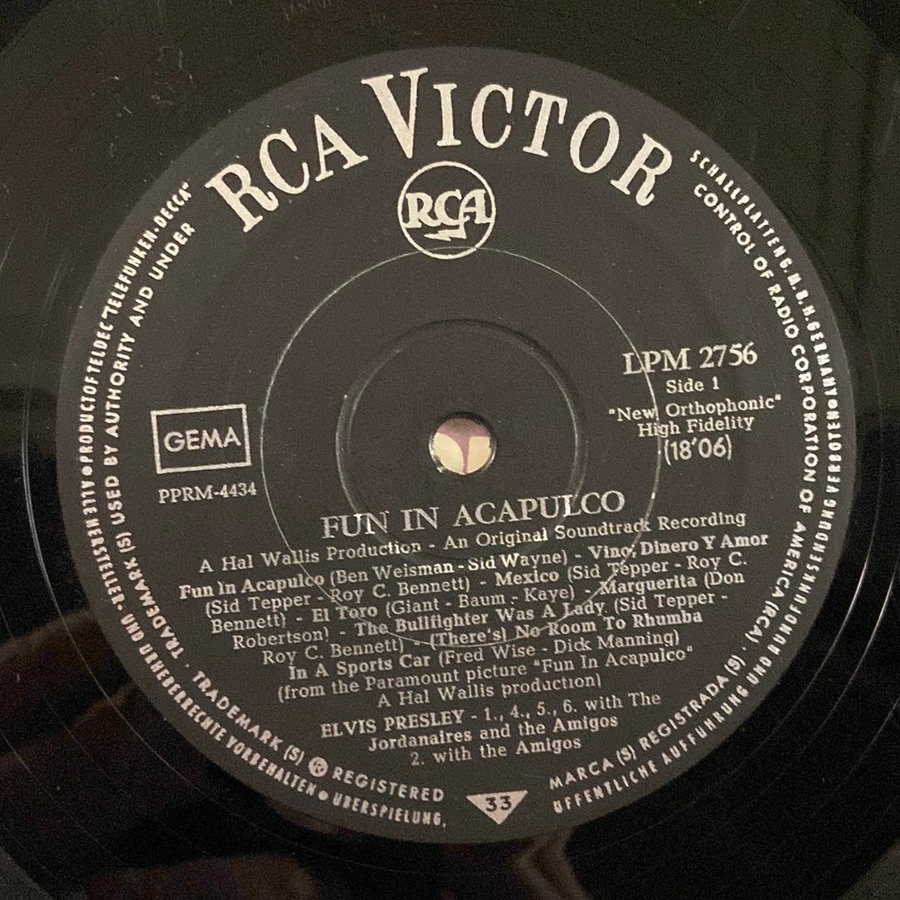 RCA VICTOR
RCA
LPM 2756
Side 1
"New Orthophonic"
High Fidelity
(18'06)
GEMA
PPRM-4434
FUN IN ACAPULCO
A Hal Wallis Production - An Original Soundtrack Recording
Fun In Acapulco (Ben Weisman - Sid Wayne) - Vino, Dinero Y Amor
(Sid Tepper - Roy C. Bennett) - Mexico (Sid Tepper - Roy C.
Bennett) - El Toro (Giant - Baum - Kaye) - Marguerita (Don
Robertson) - The Bullfighter Was A Lady (Sid Tepper -
Roy C. Bennett) - (There's) No Room To Rhumba
In A Sports Car (Fred Wise - Dick Manning)
(from the Paramount picture "Fun In Acapulco"
A Hal Wallis production)
ELVIS PRESLEY - 1., 4., 5., 6. with The
Jordanaires and the Amigos
2. with the Amigos
33
TRADEMARK (S) USED BY AUTHORITY AND UNDER
CONTROL OF RADIO CORPORATION OF AMERICA (RCA) ·
TRADEMARK (S) ® REGISTERED
MARCA (S) REGISTRADA (S) ·
PRODUCT OF TELDEC "TELEFUNKEN-DECCA"
SCHALLPLATTEN G.M.B.H. GERMANY ●
ALLE HERSTELLER- UND URHEBERRECHTE VORBEHALTEN ● ÜBERSPIELUNG,
ÖFFENTLICHE AUFFÜHRUNG UND RUNDFUNKSENDUNG VERBOTEN ●